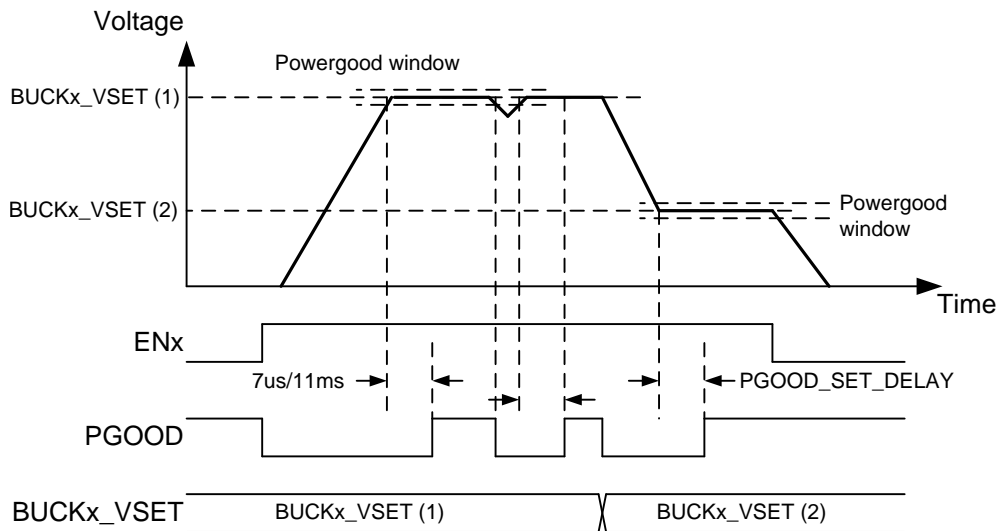 Voltage
Powergood window
BUCKx_VSET (1)
BUCKx_VSET (2)
Powergood
window
Time
ENx
7us/11ms
PGOOD_SET_DELAY
PGOOD
BUCKx_VSET
BUCKx_VSET (1)
BUCKx_VSET (2)